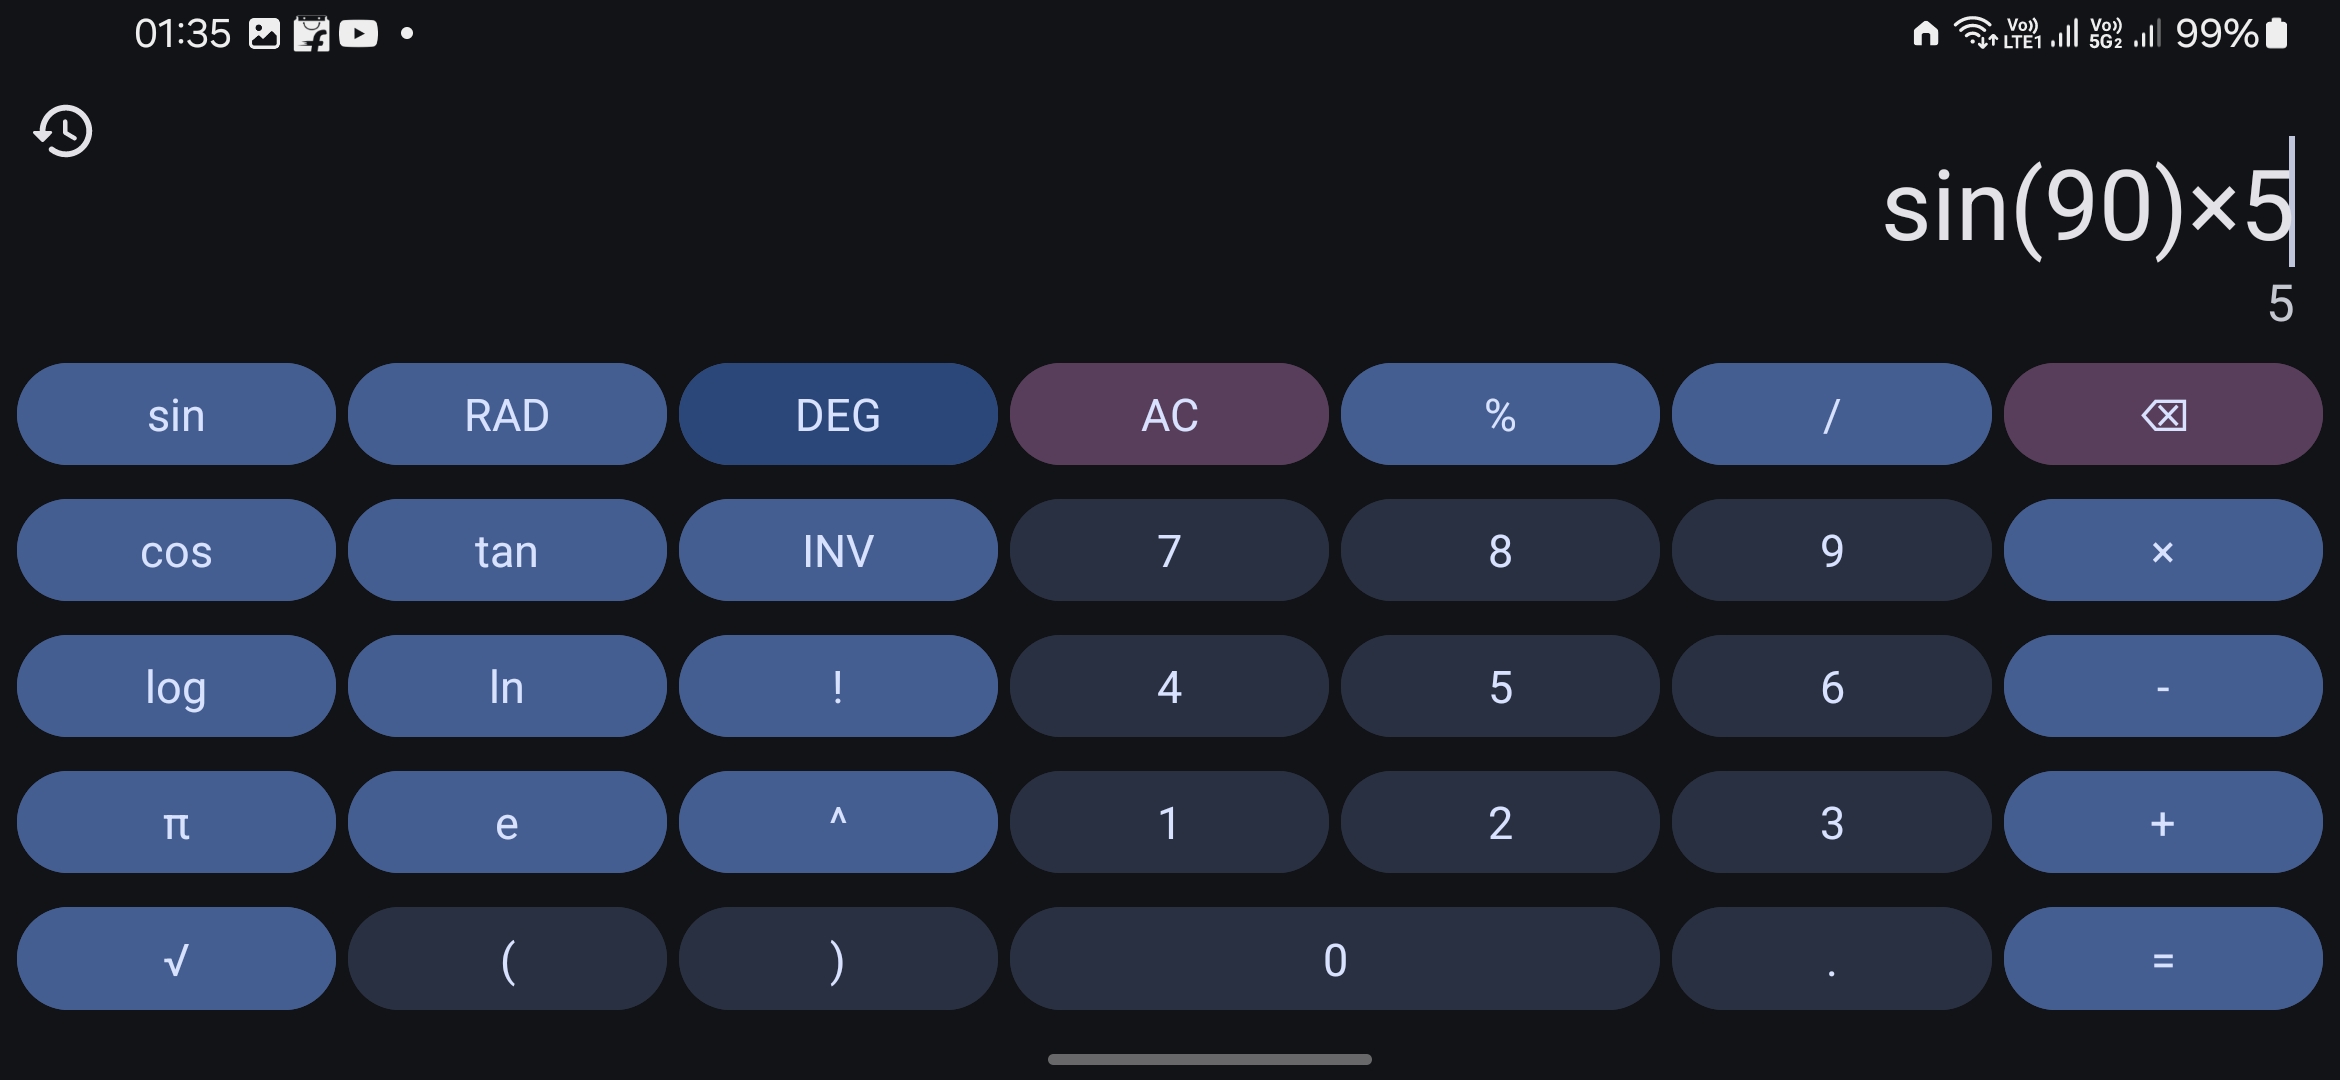 01:35 Vo)) LTE1 Vo)) 5G2 99%
sin(90)×5
5
sin RAD DEG AC % /
cos tan INV 7 8 9 ×
log ln ! 4 5 6 -
π e ^ 1 2 3 +
√ ( ) 0 . =